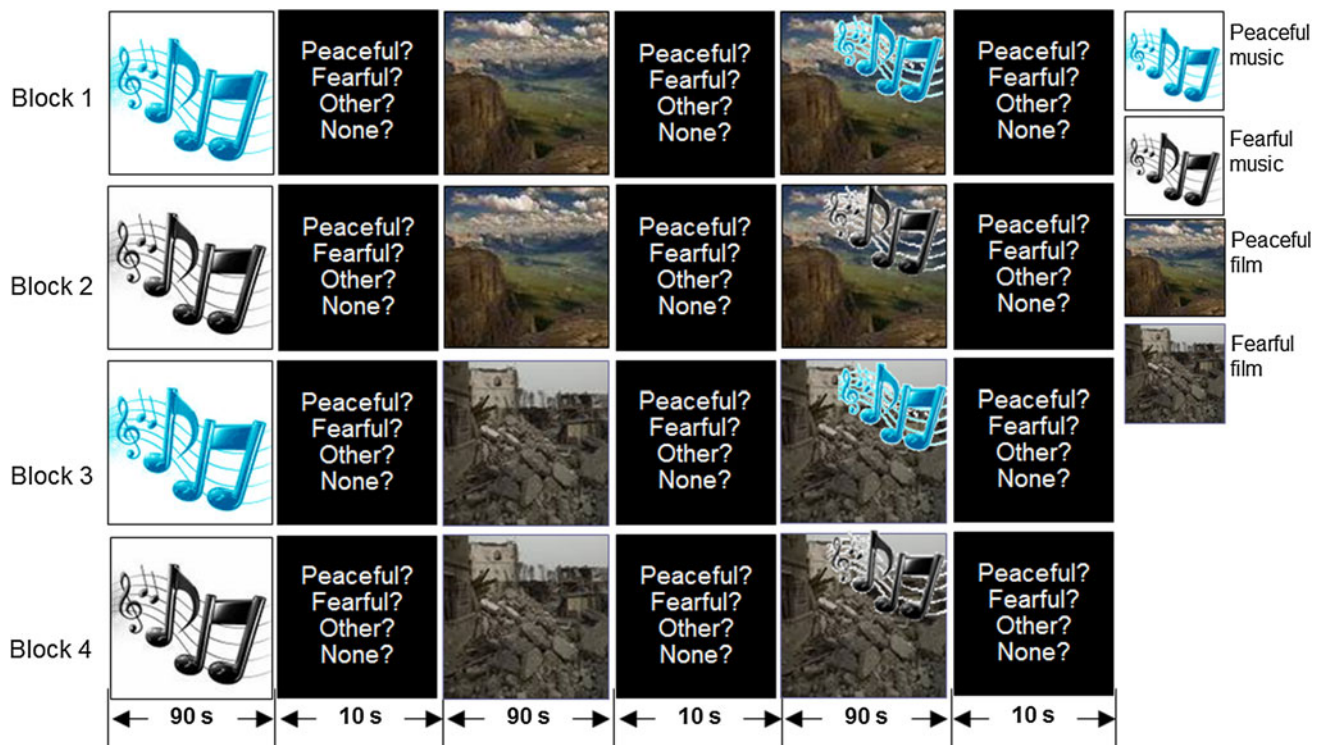 Block 1
Peaceful?
Fearful?
Other?
None?
Peaceful?
Fearful?
Other?
None?
Peaceful?
Fearful?
Other?
None?
Block 2
Peaceful?
Fearful?
Other?
None?
Peaceful?
Fearful?
Other?
None?
Peaceful?
Fearful?
Other?
None?
Block 3
Peaceful?
Fearful?
Other?
None?
Peaceful?
Fearful?
Other?
None?
Peaceful?
Fearful?
Other?
None?
Block 4
Peaceful?
Fearful?
Other?
None?
Peaceful?
Fearful?
Other?
None?
Peaceful?
Fearful?
Other?
None?
90 s 10 s 90 s 10 s 90 s 10 s
Peaceful
music
Fearful
music
Peaceful
film
Fearful
film